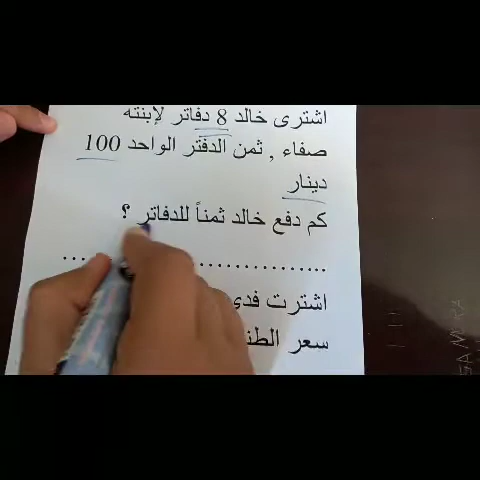 اشترى خالد 8 دفاتر لإبنته
صفاء , ثمن الدفتر الواحد 100
دينار
كم دفع خالد ثمناً للدفاتر ؟
اشترت
سعر